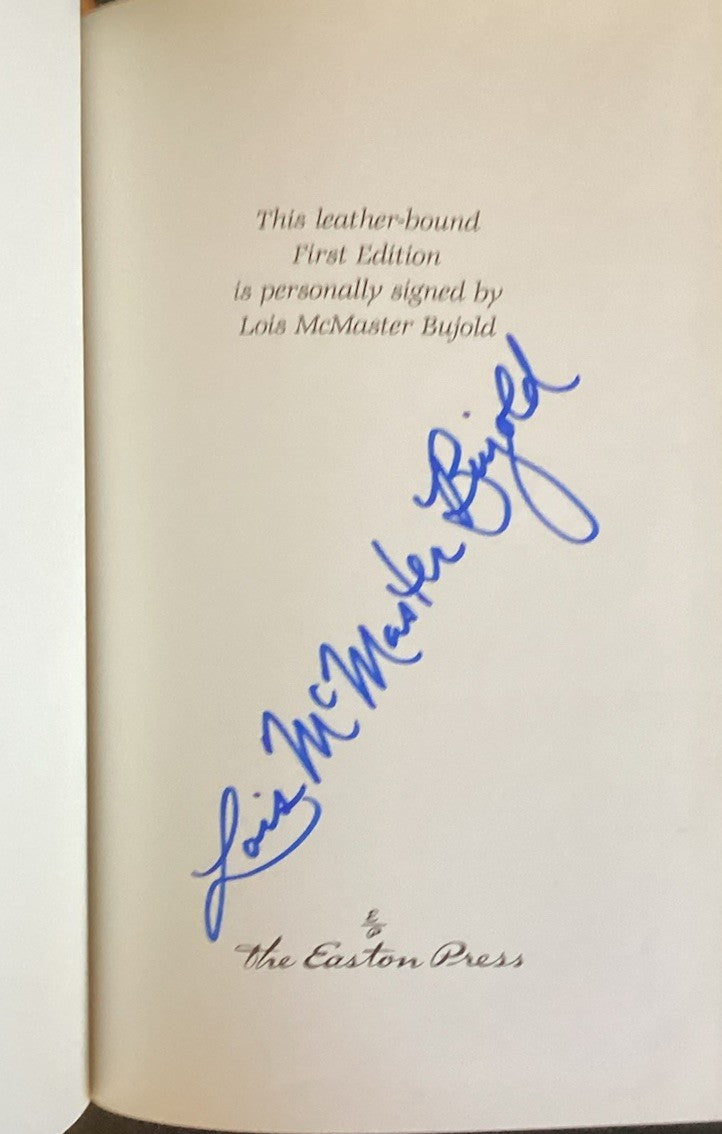 This leather-bound
First Edition
is personally signed by
Lois McMaster Bujold
Lois McMaster Bujold
E/P
the Easton Press